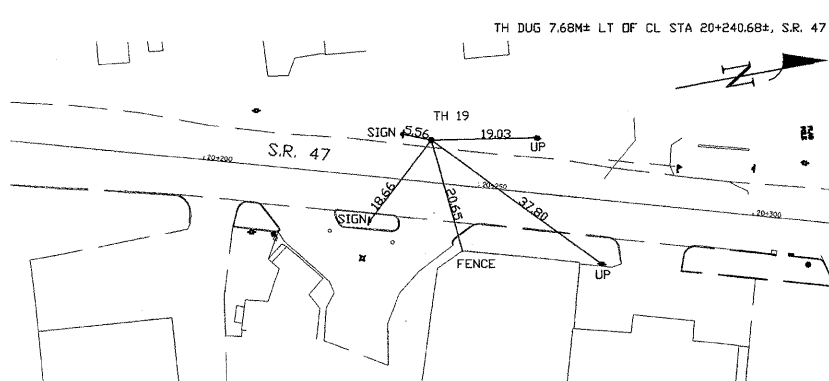 TH DUG 7.68M± LT OF CL STA 20+240.68±, S.R. 47
N
TH 19
SIGN
5.56
19.03
UP
S.R. 47
20+200
18.66
20.65
20+250
37.80
SIGN
20+300
FENCE
UP